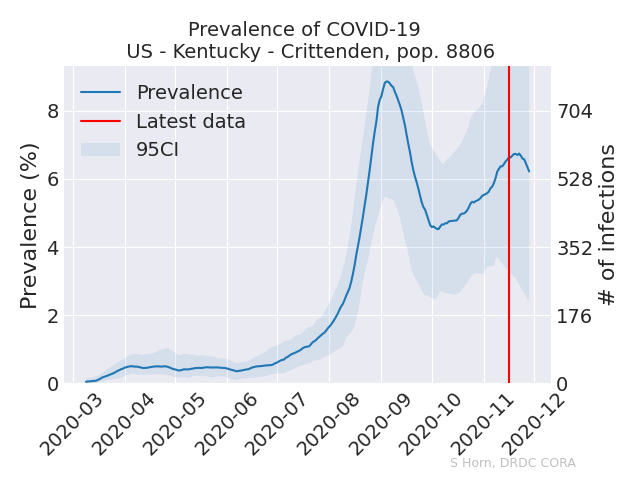 Prevalence of COVID-19
US - Kentucky - Crittenden, pop. 8806
Prevalence
Latest data
95CI
Prevalence (%)
8
6
4
2
0
704
528
352
176
0
# of infections
2020-03
2020-04
2020-05
2020-06
2020-07
2020-08
2020-09
2020-10
2020-11
2020-12
S Horn, DRDC CORA